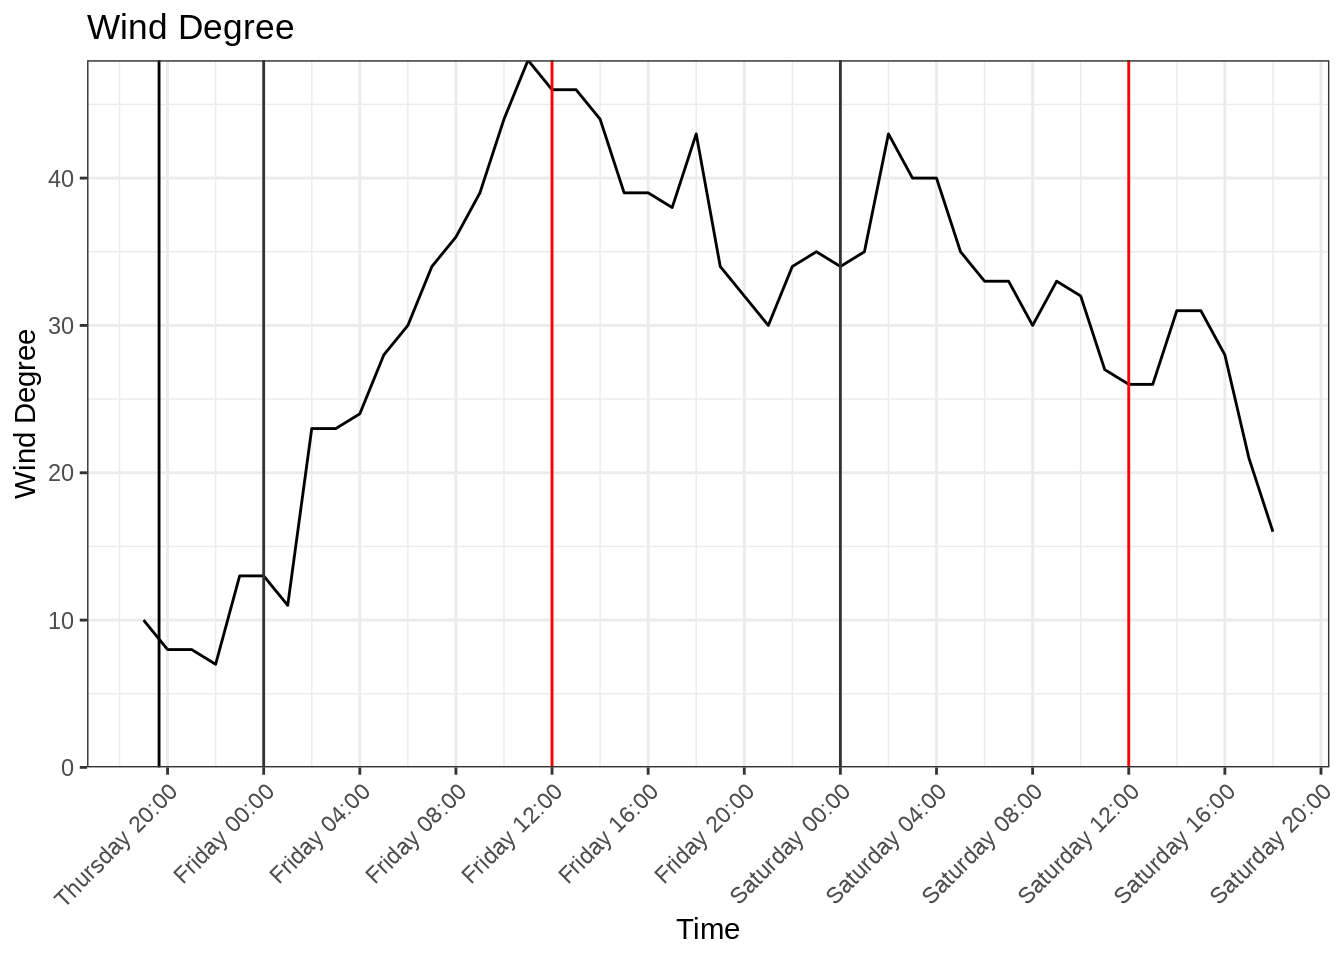 Wind Degree
Wind Degree
40
30
20
10
0
Thursday 20:00
Friday 00:00
Friday 04:00
Friday 08:00
Friday 12:00
Friday 16:00
Friday 20:00
Saturday 00:00
Saturday 04:00
Saturday 08:00
Saturday 12:00
Saturday 16:00
Saturday 20:00
Time